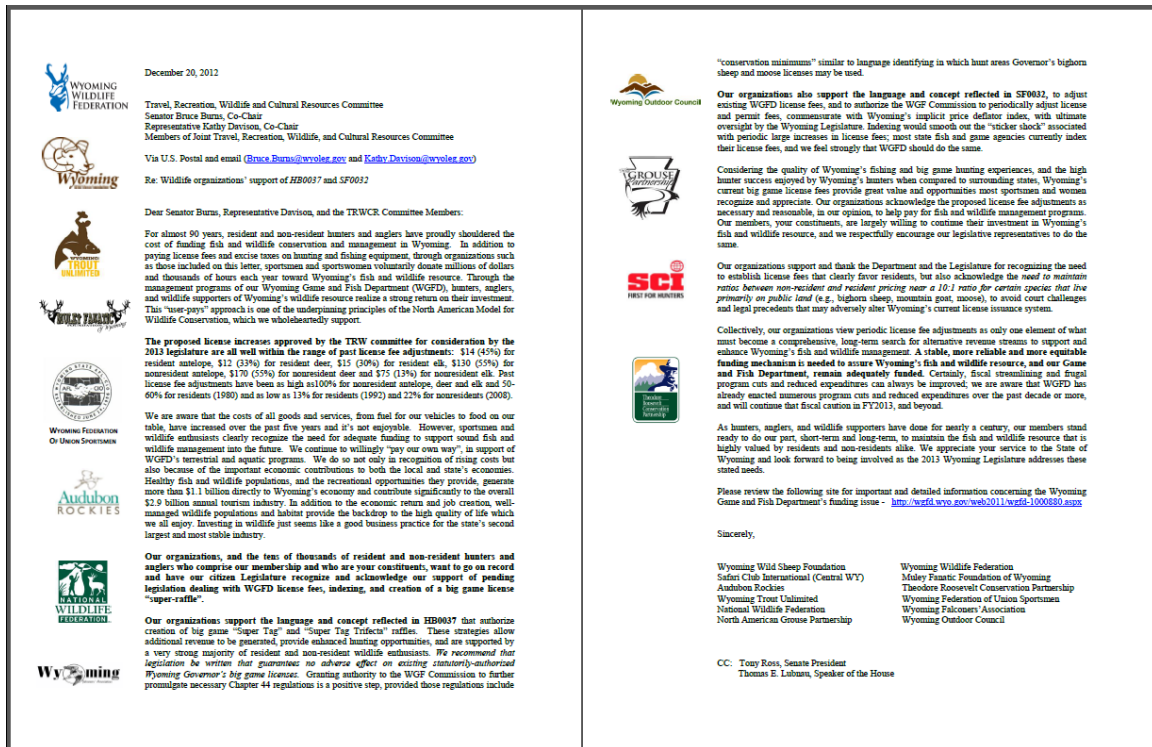 WYOMING
WILDLIFE
FEDERATION
Wyoming
WYOMING
TROUT
UNLIMITED
MULEY FANATIC
WYOMING STATE AFL-CIO
WYOMING FEDERATION
OF UNION SPORTSMEN
Audubon
ROCKIES
NATIONAL
WILDLIFE
FEDERATION
Wyoming
December 20, 2012
Travel, Recreation, Wildlife and Cultural Resources Committee
Senator Bruce Burns, Co-Chair
Representative Kathy Davison, Co-Chair
Members of Joint Travel, Recreation, Wildlife, and Cultural Resources Committee
Via U.S. Postal and email (Bruce.Burns@wyoleg.gov and Kathy.Davison@wyoleg.gov)
Re: Wildlife organizations' support of HB0037 and SF0032
Dear Senator Burns, Representative Davison, and the TRWCR Committee Members:
For almost 90 years, resident and non-resident hunters and anglers have proudly shouldered the
cost of funding fish and wildlife conservation and management in Wyoming. In addition to
paying license fees and excise taxes on hunting and fishing equipment, through organizations such
as those included on this letter, sportsmen and sportswomen voluntarily donate millions of dollars
and thousands of hours each year toward Wyoming's fish and wildlife resource. Through the
management programs of our Wyoming Game and Fish Department (WGFD), hunters, anglers,
and wildlife supporters of Wyoming's wildlife resource realize a strong return on their investment.
This "user-pays" approach is one of the underpinning principles of the North American Model for
Wildlife Conservation, which we wholeheartedly support.
The proposed license increases approved by the TRW committee for consideration by the
2013 legislature are all well within the range of past license fee adjustments: $14 (45%) for
resident antelope, $12 (33%) for resident deer, $15 (30%) for resident elk, $130 (55%) for
nonresident antelope, $170 (55%) for nonresident deer and $75 (13%) for nonresident elk. Past
license fee adjustments have been as high as100% for nonresident antelope, deer and elk and 50-
60% for residents (1980) and as low as 13% for residents (1992) and 22% for nonresidents (2008).
We are aware that the costs of all goods and services, from fuel for our vehicles to food on our
table, have increased over the past five years and it's not enjoyable. However, sportsmen and
wildlife enthusiasts clearly recognize the need for adequate funding to support sound fish and
wildlife management into the future. We continue to willingly "pay our own way", in support of
WGFD's terrestrial and aquatic programs. We do so not only in recognition of rising costs but
also because of the important economic contributions to both the local and state's economies.
Healthy fish and wildlife populations, and the recreational opportunities they provide, generate
more than $1.1 billion directly to Wyoming's economy and contribute significantly to the overall
$2.9 billion annual tourism industry. In addition to the economic return and job creation, well-
managed wildlife populations and habitat provide the backdrop to the high quality of life which
we all enjoy. Investing in wildlife just seems like a good business practice for the state's second
largest and most stable industry.
Our organizations, and the tens of thousands of resident and non-resident hunters and
anglers who comprise our membership and who are your constituents, want to go on record
and have our citizen Legislature recognize and acknowledge our support of pending
legislation dealing with WGFD license fees, indexing, and creation of a big game license
"super-raffle".
Our organizations support the language and concept reflected in HB0037 that authorize
creation of big game "Super Tag" and "Super Tag Trifecta" raffles. These strategies allow
additional revenue to be generated, provide enhanced hunting opportunities, and are supported by
a very strong majority of resident and non-resident wildlife enthusiasts. We recommend that
legislation be written that guarantees no adverse effect on existing statutorily-authorized
Wyoming Governor's big game licenses. Granting authority to the WGF Commission to further
promulgate necessary Chapter 44 regulations is a positive step, provided those regulations include
Wyoming Outdoor Council
GROUSE
PARTNERSHIP
SCI
FIRST FOR HUNTERS
Theodore
Roosevelt
Conservation
Partnership
"conservation minimums" similar to language identifying in which hunt areas Governor's bighorn
sheep and moose licenses may be used.
Our organizations also support the language and concept reflected in SF0032, to adjust
existing WGFD license fees, and to authorize the WGF Commission to periodically adjust license
and permit fees, commensurate with Wyoming's implicit price deflator index, with ultimate
oversight by the Wyoming Legislature. Indexing would smooth out the "sticker shock" associated
with periodic large increases in license fees; most state fish and game agencies currently index
their license fees, and we feel strongly that WGFD should do the same.
Considering the quality of Wyoming's fishing and big game hunting experiences, and the high
hunter success enjoyed by Wyoming's hunters when compared to surrounding states, Wyoming's
current big game license fees provide great value and opportunities most sportsmen and women
recognize and appreciate. Our organizations acknowledge the proposed license fee adjustments as
necessary and reasonable, in our opinion, to help pay for fish and wildlife management programs.
Our members, your constituents, are largely willing to continue their investment in Wyoming's
fish and wildlife resource, and we respectfully encourage our legislative representatives to do the
same.
Our organizations support and thank the Department and the Legislature for recognizing the need
to establish license fees that clearly favor residents, but also acknowledge the need to maintain
ratios between non-resident and resident pricing near a 10:1 ratio for certain species that live
primarily on public land (e.g., bighorn sheep, mountain goat, moose), to avoid court challenges
and legal precedents that may adversely alter Wyoming's current license issuance system.
Collectively, our organizations view periodic license fee adjustments as only one element of what
must become a comprehensive, long-term search for alternative revenue streams to support and
enhance Wyoming's fish and wildlife management. A stable, more reliable and more equitable
funding mechanism is needed to assure Wyoming's fish and wildlife resource, and our Game
and Fish Department, remain adequately funded. Certainly, fiscal streamlining and frugal
program cuts and reduced expenditures can always be improved; we are aware that WGFD has
already enacted numerous program cuts and reduced expenditures over the past decade or more,
and will continue that fiscal caution in FY2013, and beyond.
As hunters, anglers, and wildlife supporters have done for nearly a century, our members stand
ready to do our part, short-term and long-term, to maintain the fish and wildlife resource that is
highly valued by residents and non-residents alike. We appreciate your service to the State of
Wyoming and look forward to being involved as the 2013 Wyoming Legislature addresses these
stated needs.
Please review the following site for important and detailed information concerning the Wyoming
Game and Fish Department's funding issue - http://wgfd.wyo.gov/web2011/wgfd-1000880.aspx
Sincerely,
Wyoming Wild Sheep Foundation Wyoming Wildlife Federation
Safari Club International (Central WY) Muley Fanatic Foundation of Wyoming
Audubon Rockies Theodore Roosevelt Conservation Partnership
Wyoming Trout Unlimited Wyoming Federation of Union Sportsmen
National Wildlife Federation Wyoming Falconers' Association
North American Grouse Partnership Wyoming Outdoor Council
CC: Tony Ross, Senate President
Thomas E. Lubnau, Speaker of the House